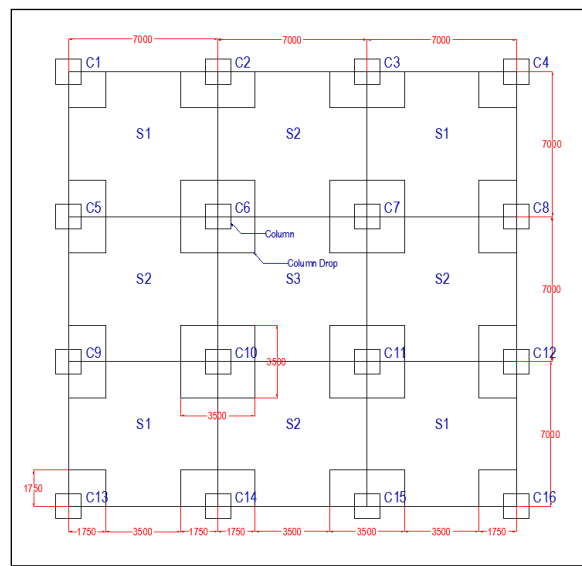 7000 7000 7000
C1 C2 C3 C4
S1 S2 S1
7000
C5 C6 C7 C8
Column
Column Drop
S2 S3 S2
7000
C9 C10 C11 C12
3500
3500
S1 S2 S1
7000
1750
C13 C14 C15 C16
1750 3500 1750 1750 3500 3500 3500 1750